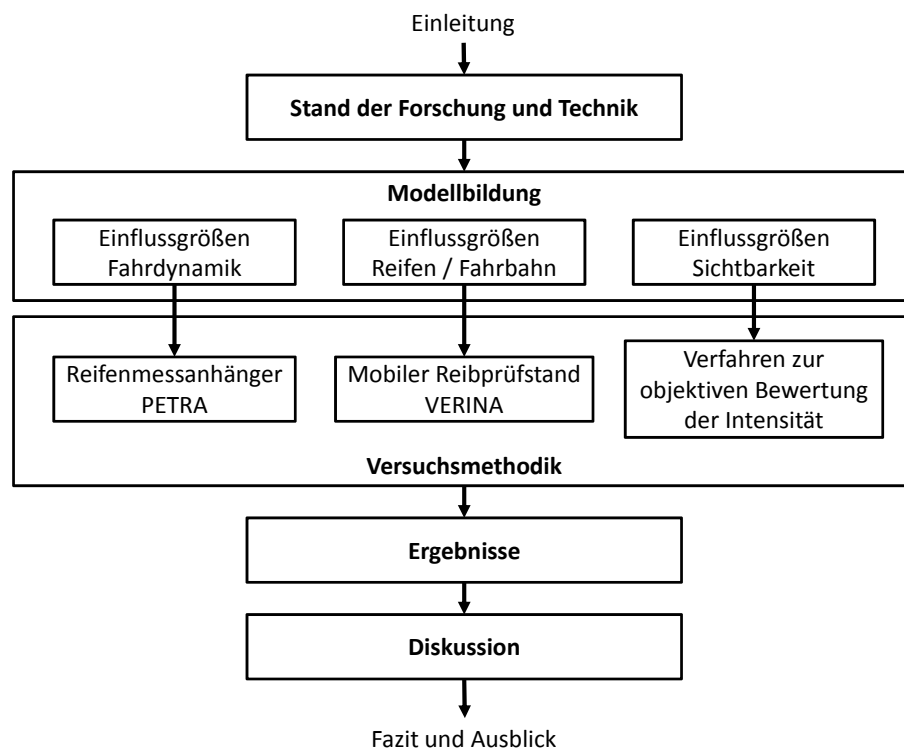 Einleitung
Stand der Forschung und Technik
Modellbildung
Einflussgrößen
Fahrdynamik
Einflussgrößen
Reifen / Fahrbahn
Einflussgrößen
Sichtbarkeit
Reifenmessanhänger
PETRA
Mobiler Reibprüfstand
VERINA
Verfahren zur
objektiven Bewertung
der Intensität
Versuchsmethodik
Ergebnisse
Diskussion
Fazit und Ausblick